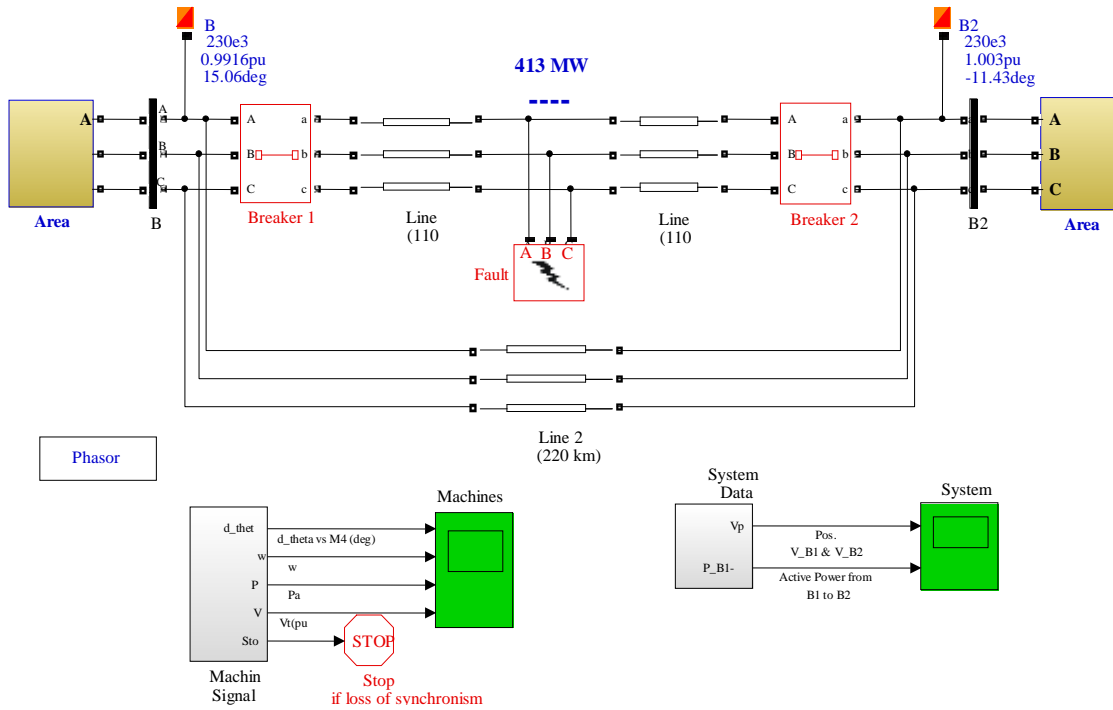 B
230e3
0.9916pu
15.06deg
413 MW
B2
230e3
1.003pu
-11.43deg
A
A
A
a
A
a
a
A
B
B
b
B
b
b
B
C
C
c
C
c
c
C
Area
B
Breaker 1
Line
(110
Line
(110
Breaker 2
B2
Area
A B C
Fault
Line 2
(220 km)
Phasor
Machines
d_thet
d_theta vs M4 (deg)
w
w
P
Pa
V
Vt(pu
Sto
STOP
Machin
Signal
Stop
if loss of synchronism
System
Data
System
Vp
Pos.
V_B1 & V_B2
P_B1-
Active Power from
B1 to B2